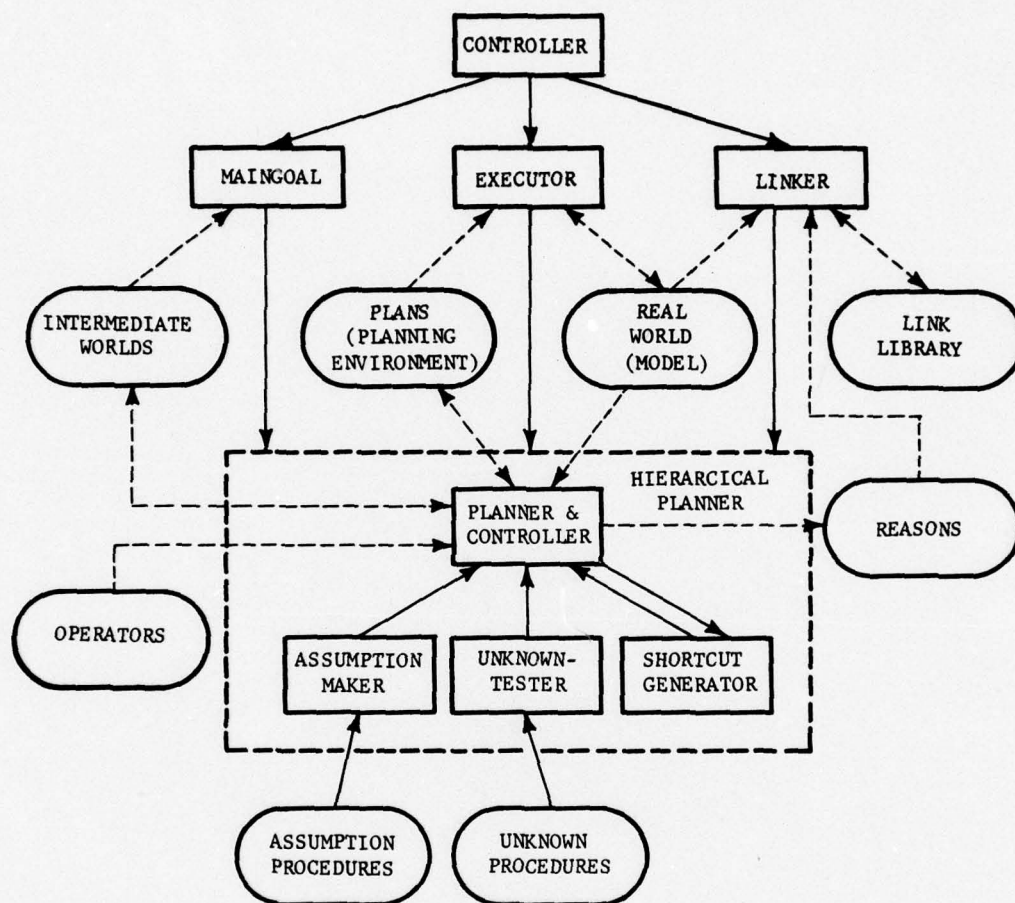 CONTROLLER
MAINGOAL
EXECUTOR
LINKER
INTERMEDIATE
WORLDS
PLANS
(PLANNING
ENVIRONMENT)
REAL
WORLD
(MODEL)
LINK
LIBRARY
HIERARCICAL
PLANNER
PLANNER &
CONTROLLER
REASONS
OPERATORS
ASSUMPTION
MAKER
UNKNOWN-
TESTER
SHORTCUT
GENERATOR
ASSUMPTION
PROCEDURES
UNKNOWN
PROCEDURES